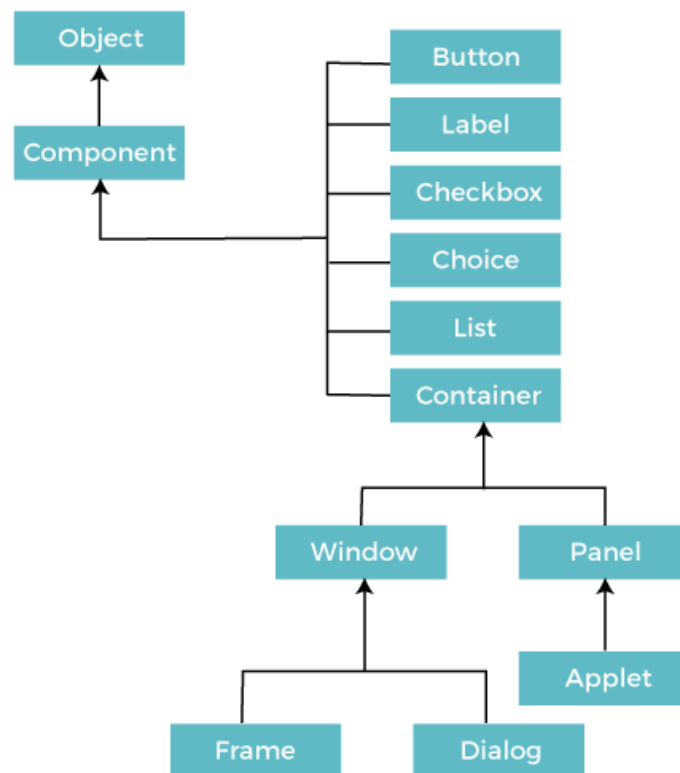 Object
Component
Button
Label
Checkbox
Choice
List
Container
Window
Panel
Applet
Frame
Dialog